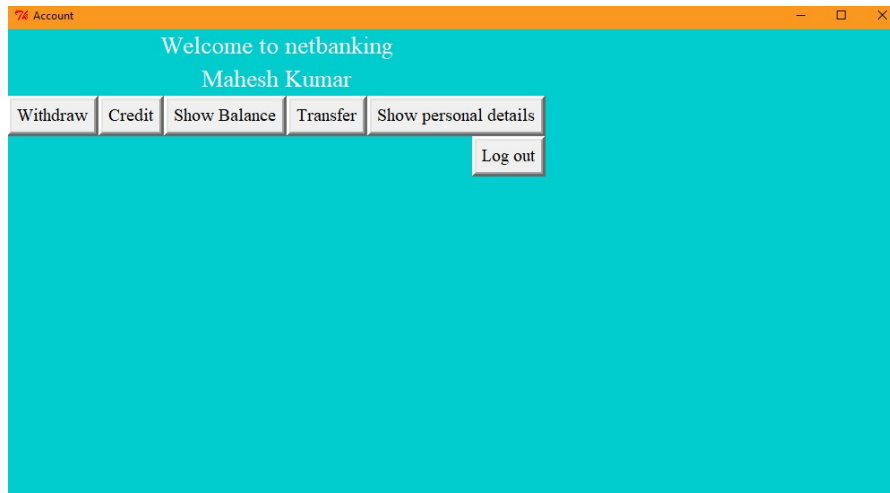 Account
Welcome to netbanking
Mahesh Kumar
Withdraw Credit Show Balance Transfer Show personal details
Log out